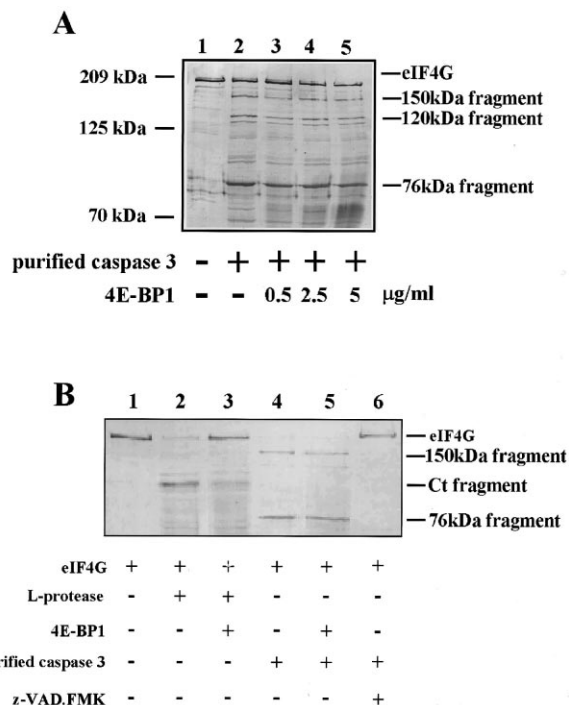 A
1 2 3 4 5
209 kDa
eIF4G
150kDa fragment
120kDa fragment
125 kDa
76kDa fragment
70 kDa
purified caspase 3 - + + + +
4E-BP1 - - 0.5 2.5 5 μg/ml
B
1 2 3 4 5 6
eIF4G
150kDa fragment
Ct fragment
76kDa fragment
eIF4G + + + + + +
L-protease - + + - - -
4E-BP1 - - + - + -
rified caspase 3 - - - + + +
z-VAD.FMK - - - - - +